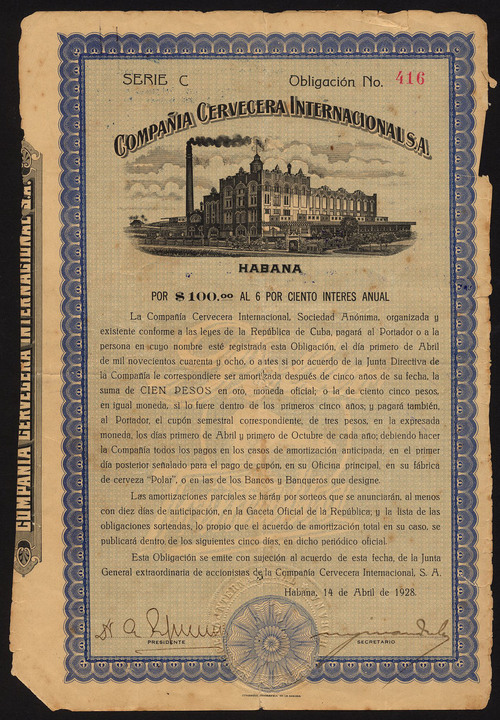 SERIE C Obligación No. 416
COMPAÑIA CERVECERA INTERNACIONAL S.A.
HABANA
POR $100.00 AL 6 POR CIENTO INTERES ANUAL
La Compañía Cervecera Internacional, Sociedad Anónima, organizada y
existente conforme a las leyes de la República de Cuba, pagará al Portador o a la
persona en cuyo nombre esté registrada esta Obligación, el día primero de Abril
de mil novecientos cuarenta y ocho, o antes si por acuerdo de la Junta Directiva de
la Compañía le correspondiere ser amortizada después de cinco años de su fecha, la
suma de CIEN PESOS en oro, moneda oficial; o la de ciento cinco pesos,
en igual moneda, si lo fuere dentro de los primeros cinco años; y pagará también,
al Portador, el cupón semestral correspondiente, de tres pesos, en la expresada
moneda, los días primero de Abril y primero de Octubre de cada año; debiendo hacer
la Compañía todos los pagos en los casos de amortización anticipada, en el primer
día posterior señalado para el pago de cupón, en su Oficina principal, en su fábrica
de cerveza "Polar", o en las de los Bancos y Banqueros que designe.
Las amortizaciones parciales se harán por sorteos que se anunciarán, al menos
con diez días de anticipación, en la Gaceta Oficial de la República; y la lista de las
obligaciones sorteadas, lo propio que el acuerdo de amortización total en su caso, se
publicará dentro de los siguientes cinco días, en dicho periódico oficial.
Esta Obligación se emite con sujeción al acuerdo de esta fecha, de la Junta
General extraordinaria de accionistas de la Compañía Cervecera Internacional, S. A.
Habana, 14 de Abril de 1928.
PRESIDENTE SECRETARIO
COMPAÑIA CERVECERA INTERNACIONAL S.A.